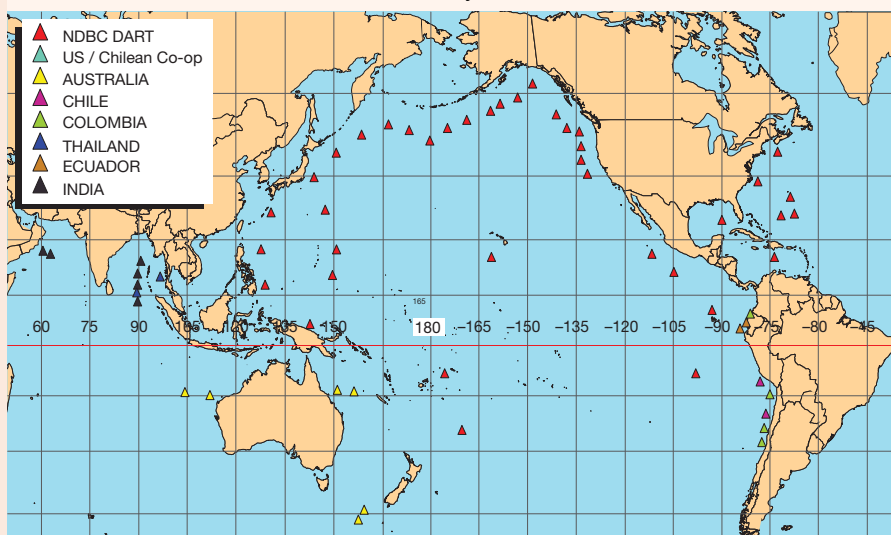 NDBC DART
US / Chilean Co-op
AUSTRALIA
CHILE
COLOMBIA
THAILAND
ECUADOR
INDIA
165
60 75 90 105 120 135 150 180 -165 -150 -135 -120 -105 -90 -75 -60 -45